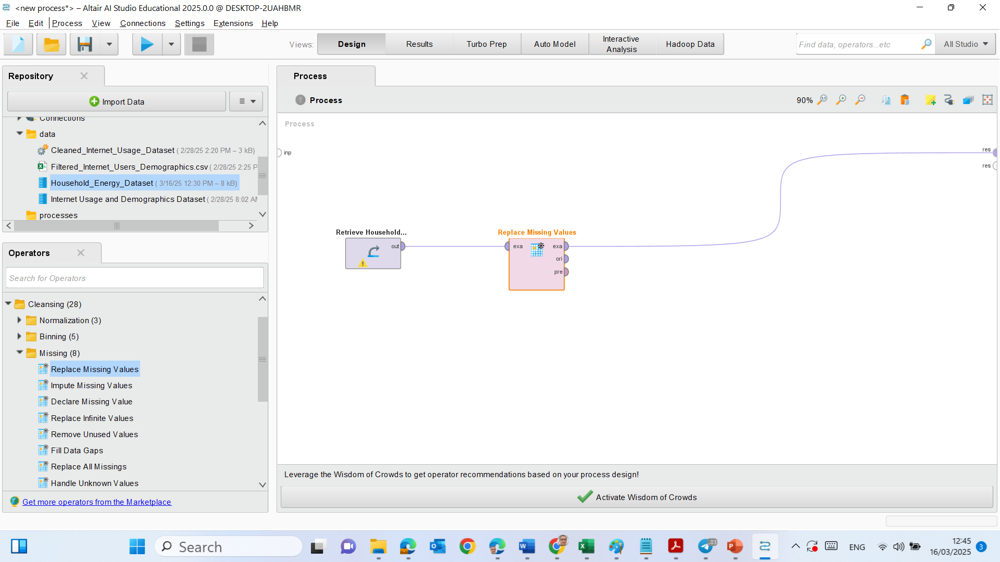 <new process*> – Altair AI Studio Educational 2025.0.0 @ DESKTOP-2UAHBMR
File Edit Process View Connections Settings Extensions Help
Views: Design Results Turbo Prep Auto Model Interactive Analysis Hadoop Data
Find data, operators...etc
All Studio
Repository
Import Data
Connections
data
Cleaned_Internet_Usage_Dataset ( 2/28/25 2:20 PM – 3 kB)
Filtered_Internet_Users_Demographics.csv ( 2/28/25 2:25 P
Household_Energy_Dataset ( 3/16/25 12:30 PM – 8 kB)
Internet Usage and Demographics Dataset ( 2/28/25 8:02 AM
processes
Operators
Search for Operators
Cleansing (28)
Normalization (3)
Binning (5)
Missing (8)
Replace Missing Values
Impute Missing Values
Declare Missing Value
Replace Infinite Values
Remove Unused Values
Fill Data Gaps
Replace All Missings
Handle Unknown Values
Get more operators from the Marketplace
Process
Process
90%
Process
inp
res
res
Retrieve Household...
out
Replace Missing Values
exa exa
ori
pre
Leverage the Wisdom of Crowds to get operator recommendations based on your process design!
Activate Wisdom of Crowds
Search
..03
ENG
12:45
16/03/2025
3